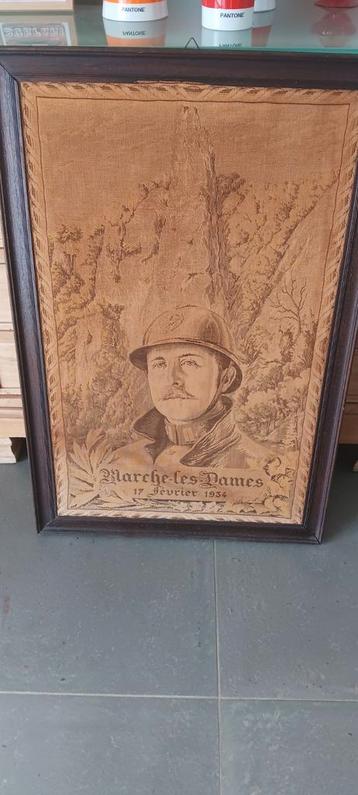 PANTONE
PANTONE
Marche-les-Dames
17 Février 1934